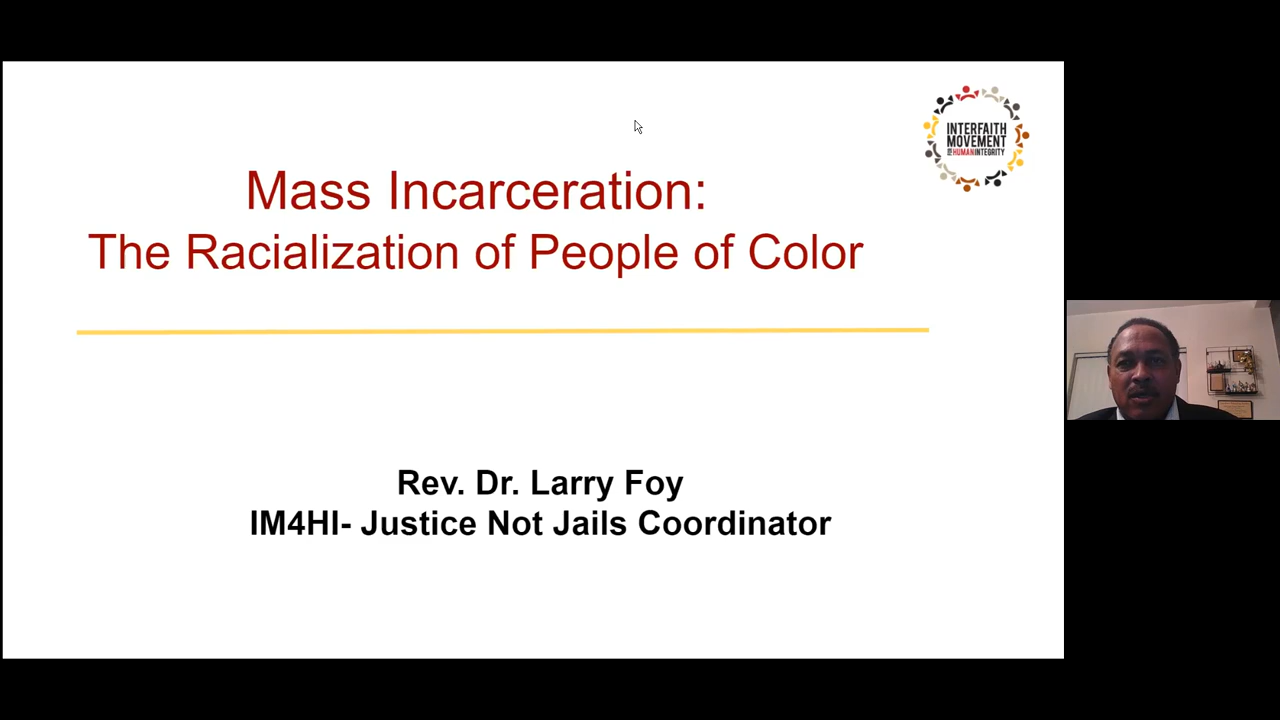 INTERFAITH
MOVEMENT
FOR HUMAN INTEGRITY
Mass Incarceration:
The Racialization of People of Color
Rev. Dr. Larry Foy
IM4HI- Justice Not Jails Coordinator